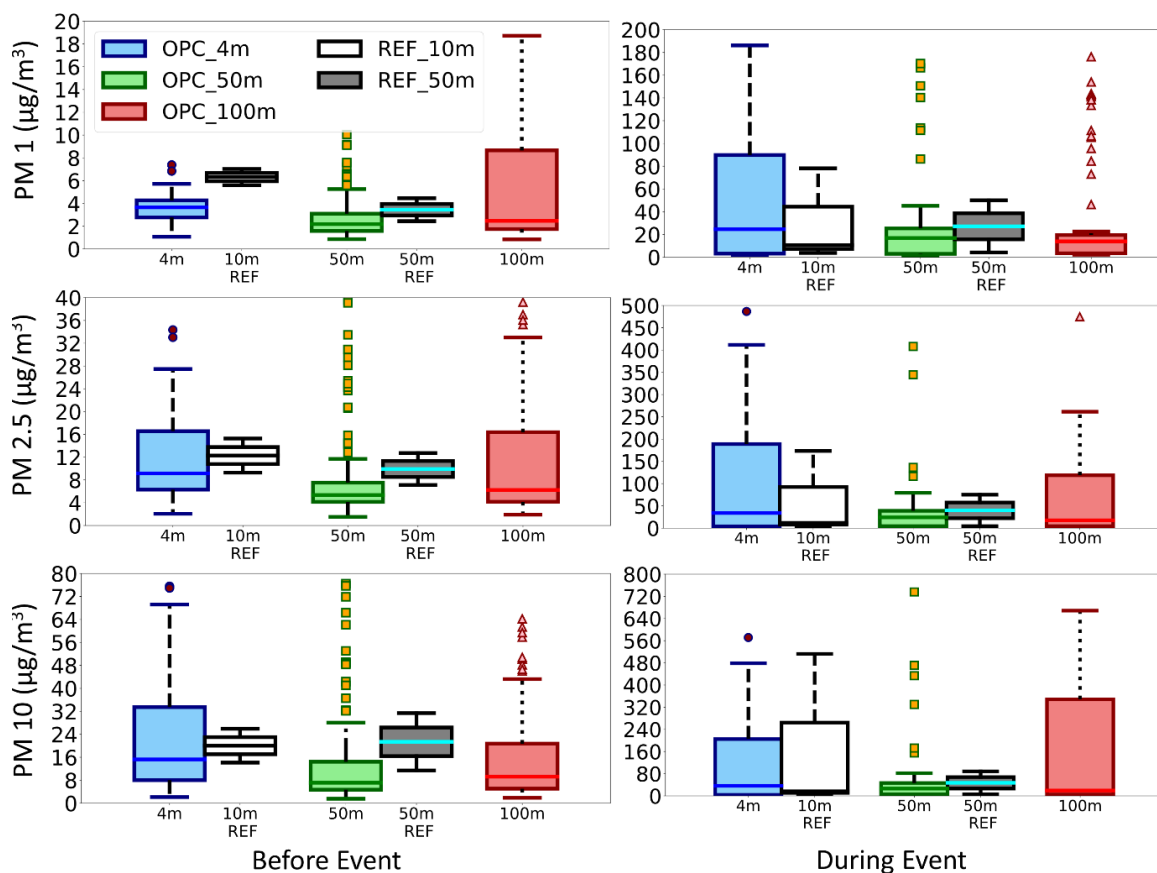 PM 1 (µg/m³)
20
18
16
14
12
10
8
6
4
2
0
OPC_4m
OPC_50m
OPC_100m
REF_10m
REF_50m
4m
10m
REF
50m
50m
REF
100m
200
180
160
140
120
100
80
60
40
20
0
4m
10m
REF
50m
50m
REF
100m
PM 2.5 (µg/m³)
40
36
32
28
24
20
16
12
8
4
0
4m
10m
REF
50m
50m
REF
100m
500
450
400
350
300
250
200
150
100
50
0
4m
10m
REF
50m
50m
REF
100m
PM 10 (µg/m³)
80
72
64
56
48
40
32
24
16
8
0
4m
10m
REF
50m
50m
REF
100m
800
720
640
560
480
400
320
240
160
80
0
4m
10m
REF
50m
50m
REF
100m
Before Event
During Event